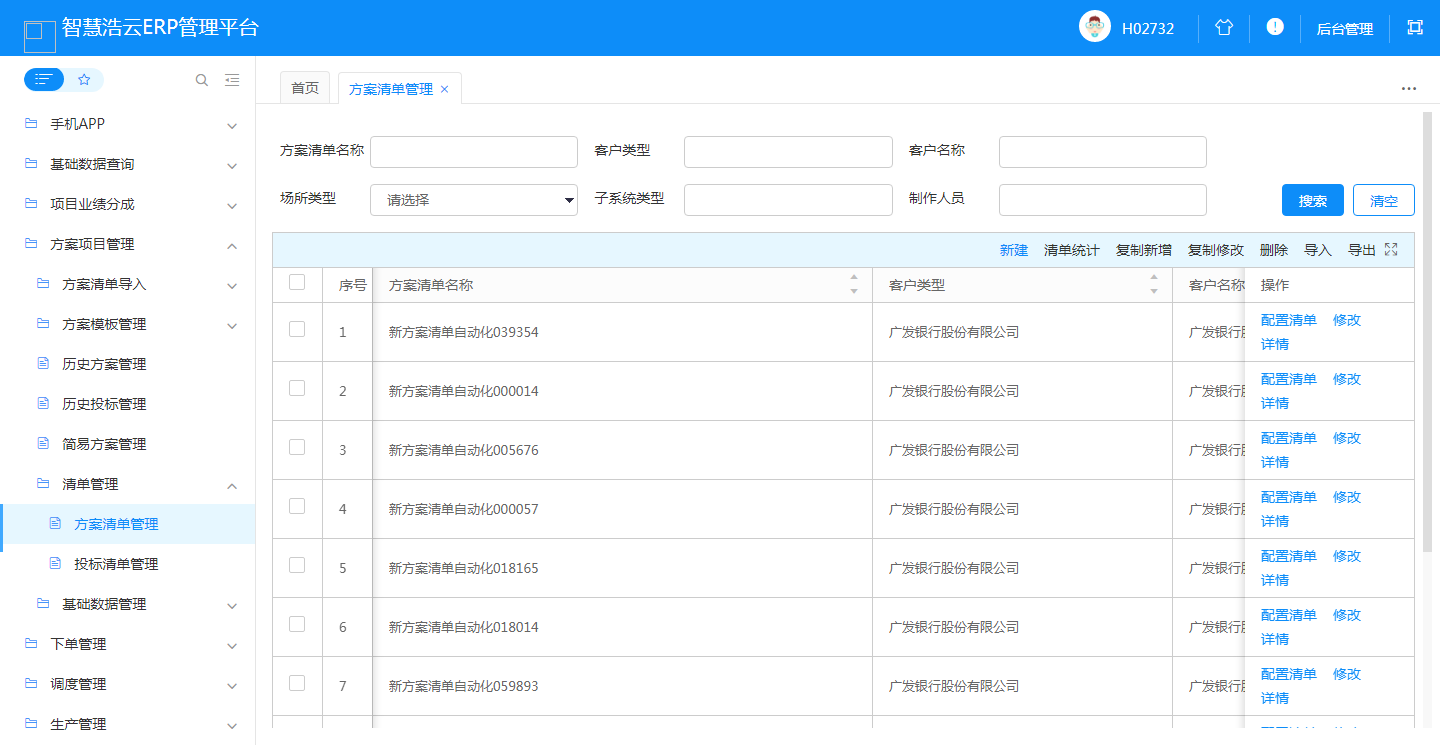 智慧浩云ERP管理平台
H02732
后台管理
首页
方案清单管理
手机APP
基础数据查询
项目业绩分成
方案项目管理
方案清单导入
方案模板管理
历史方案管理
历史投标管理
简易方案管理
清单管理
方案清单管理
投标清单管理
基础数据管理
下单管理
调度管理
生产管理
方案清单名称 客户类型 客户名称
场所类型 请选择 子系统类型 制作人员 搜索 清空
新建 清单统计 复制新增 复制修改 删除 导入 导出
序号 方案清单名称 客户类型 客户名称 操作
1 新方案清单自动化039354 广发银行股份有限公司 广发银行 配置清单 修改
详情
2 新方案清单自动化000014 广发银行股份有限公司 广发银行 配置清单 修改
详情
3 新方案清单自动化005676 广发银行股份有限公司 广发银行 配置清单 修改
详情
4 新方案清单自动化000057 广发银行股份有限公司 广发银行 配置清单 修改
详情
5 新方案清单自动化018165 广发银行股份有限公司 广发银行 配置清单 修改
详情
6 新方案清单自动化018014 广发银行股份有限公司 广发银行 配置清单 修改
详情
7 新方案清单自动化059893 广发银行股份有限公司 广发银行 配置清单 修改
详情